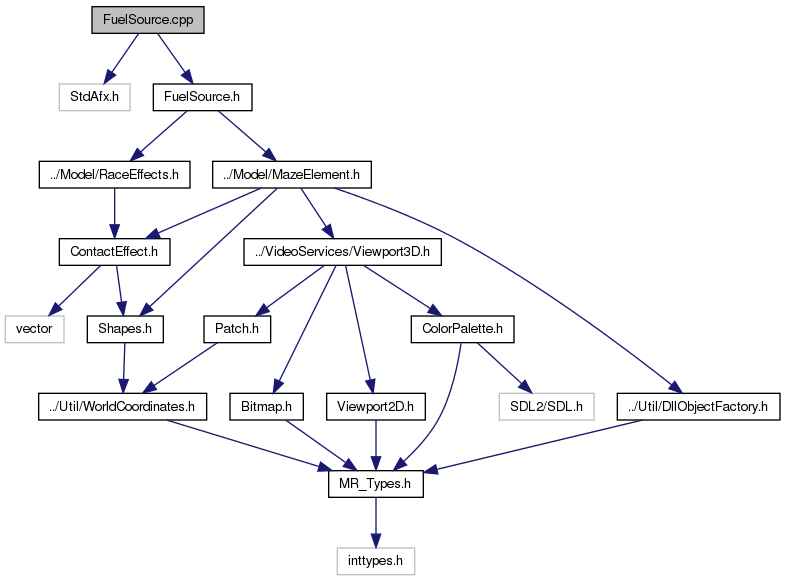 FuelSource.cpp
StdAfx.h
FuelSource.h
../Model/RaceEffects.h
../Model/MazeElement.h
ContactEffect.h
../VideoServices/Viewport3D.h
vector
Shapes.h
Patch.h
ColorPalette.h
../Util/WorldCoordinates.h
Bitmap.h
Viewport2D.h
SDL2/SDL.h
../Util/DllObjectFactory.h
MR_Types.h
inttypes.h